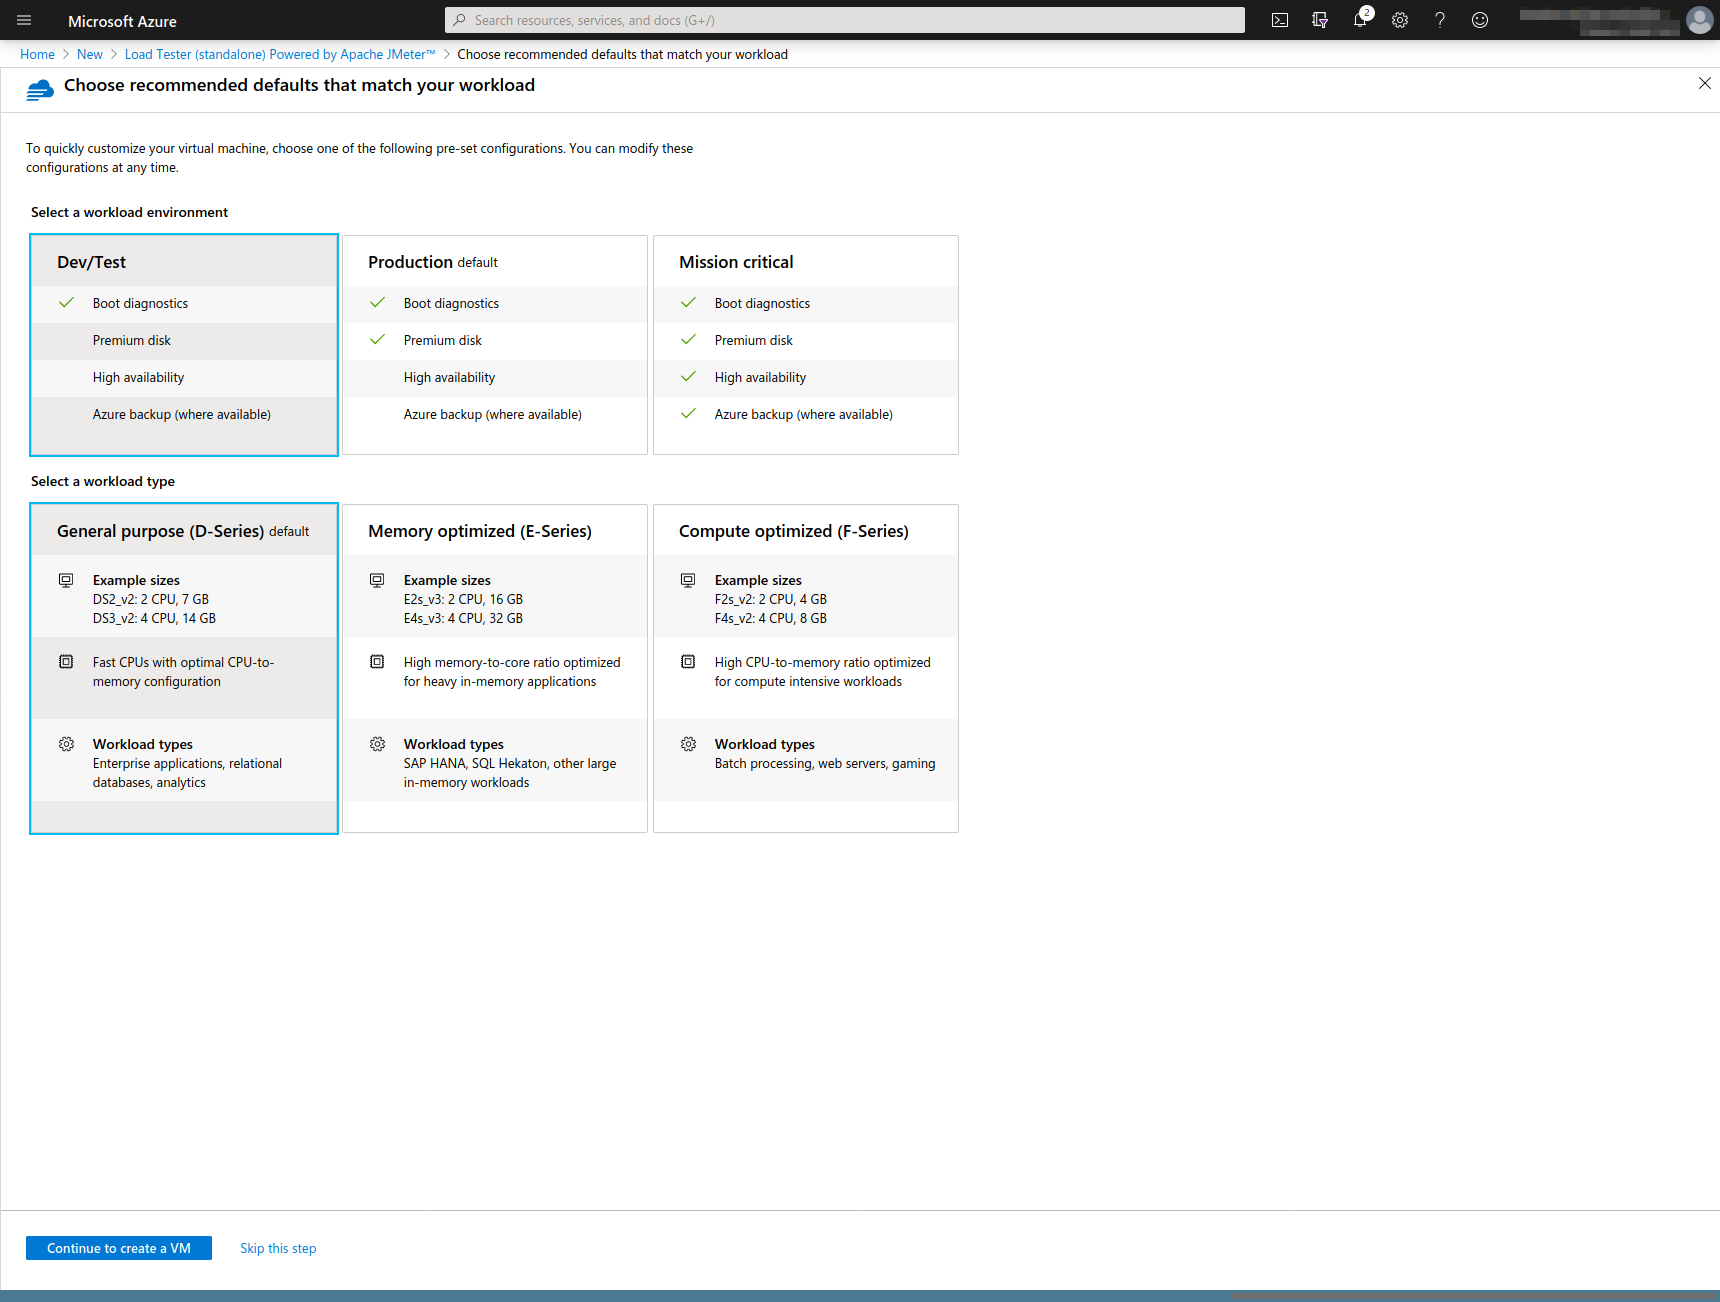 Microsoft Azure
Search resources, services, and docs (G+/)
2
Home > New > Load Tester (standalone) Powered by Apache JMeter™ > Choose recommended defaults that match your workload
Choose recommended defaults that match your workload
To quickly customize your virtual machine, choose one of the following pre-set configurations. You can modify these
configurations at any time.
Select a workload environment
Dev/Test
Boot diagnostics
Premium disk
High availability
Azure backup (where available)
Production default
Boot diagnostics
Premium disk
High availability
Azure backup (where available)
Mission critical
Boot diagnostics
Premium disk
High availability
Azure backup (where available)
Select a workload type
General purpose (D-Series) default
Example sizes
DS2_v2: 2 CPU, 7 GB
DS3_v2: 4 CPU, 14 GB
Fast CPUs with optimal CPU-to-
memory configuration
Workload types
Enterprise applications, relational
databases, analytics
Memory optimized (E-Series)
Example sizes
E2s_v3: 2 CPU, 16 GB
E4s_v3: 4 CPU, 32 GB
High memory-to-core ratio optimized
for heavy in-memory applications
Workload types
SAP HANA, SQL Hekaton, other large
in-memory workloads
Compute optimized (F-Series)
Example sizes
F2s_v2: 2 CPU, 4 GB
F4s_v2: 4 CPU, 8 GB
High CPU-to-memory ratio optimized
for compute intensive workloads
Workload types
Batch processing, web servers, gaming
Continue to create a VM
Skip this step